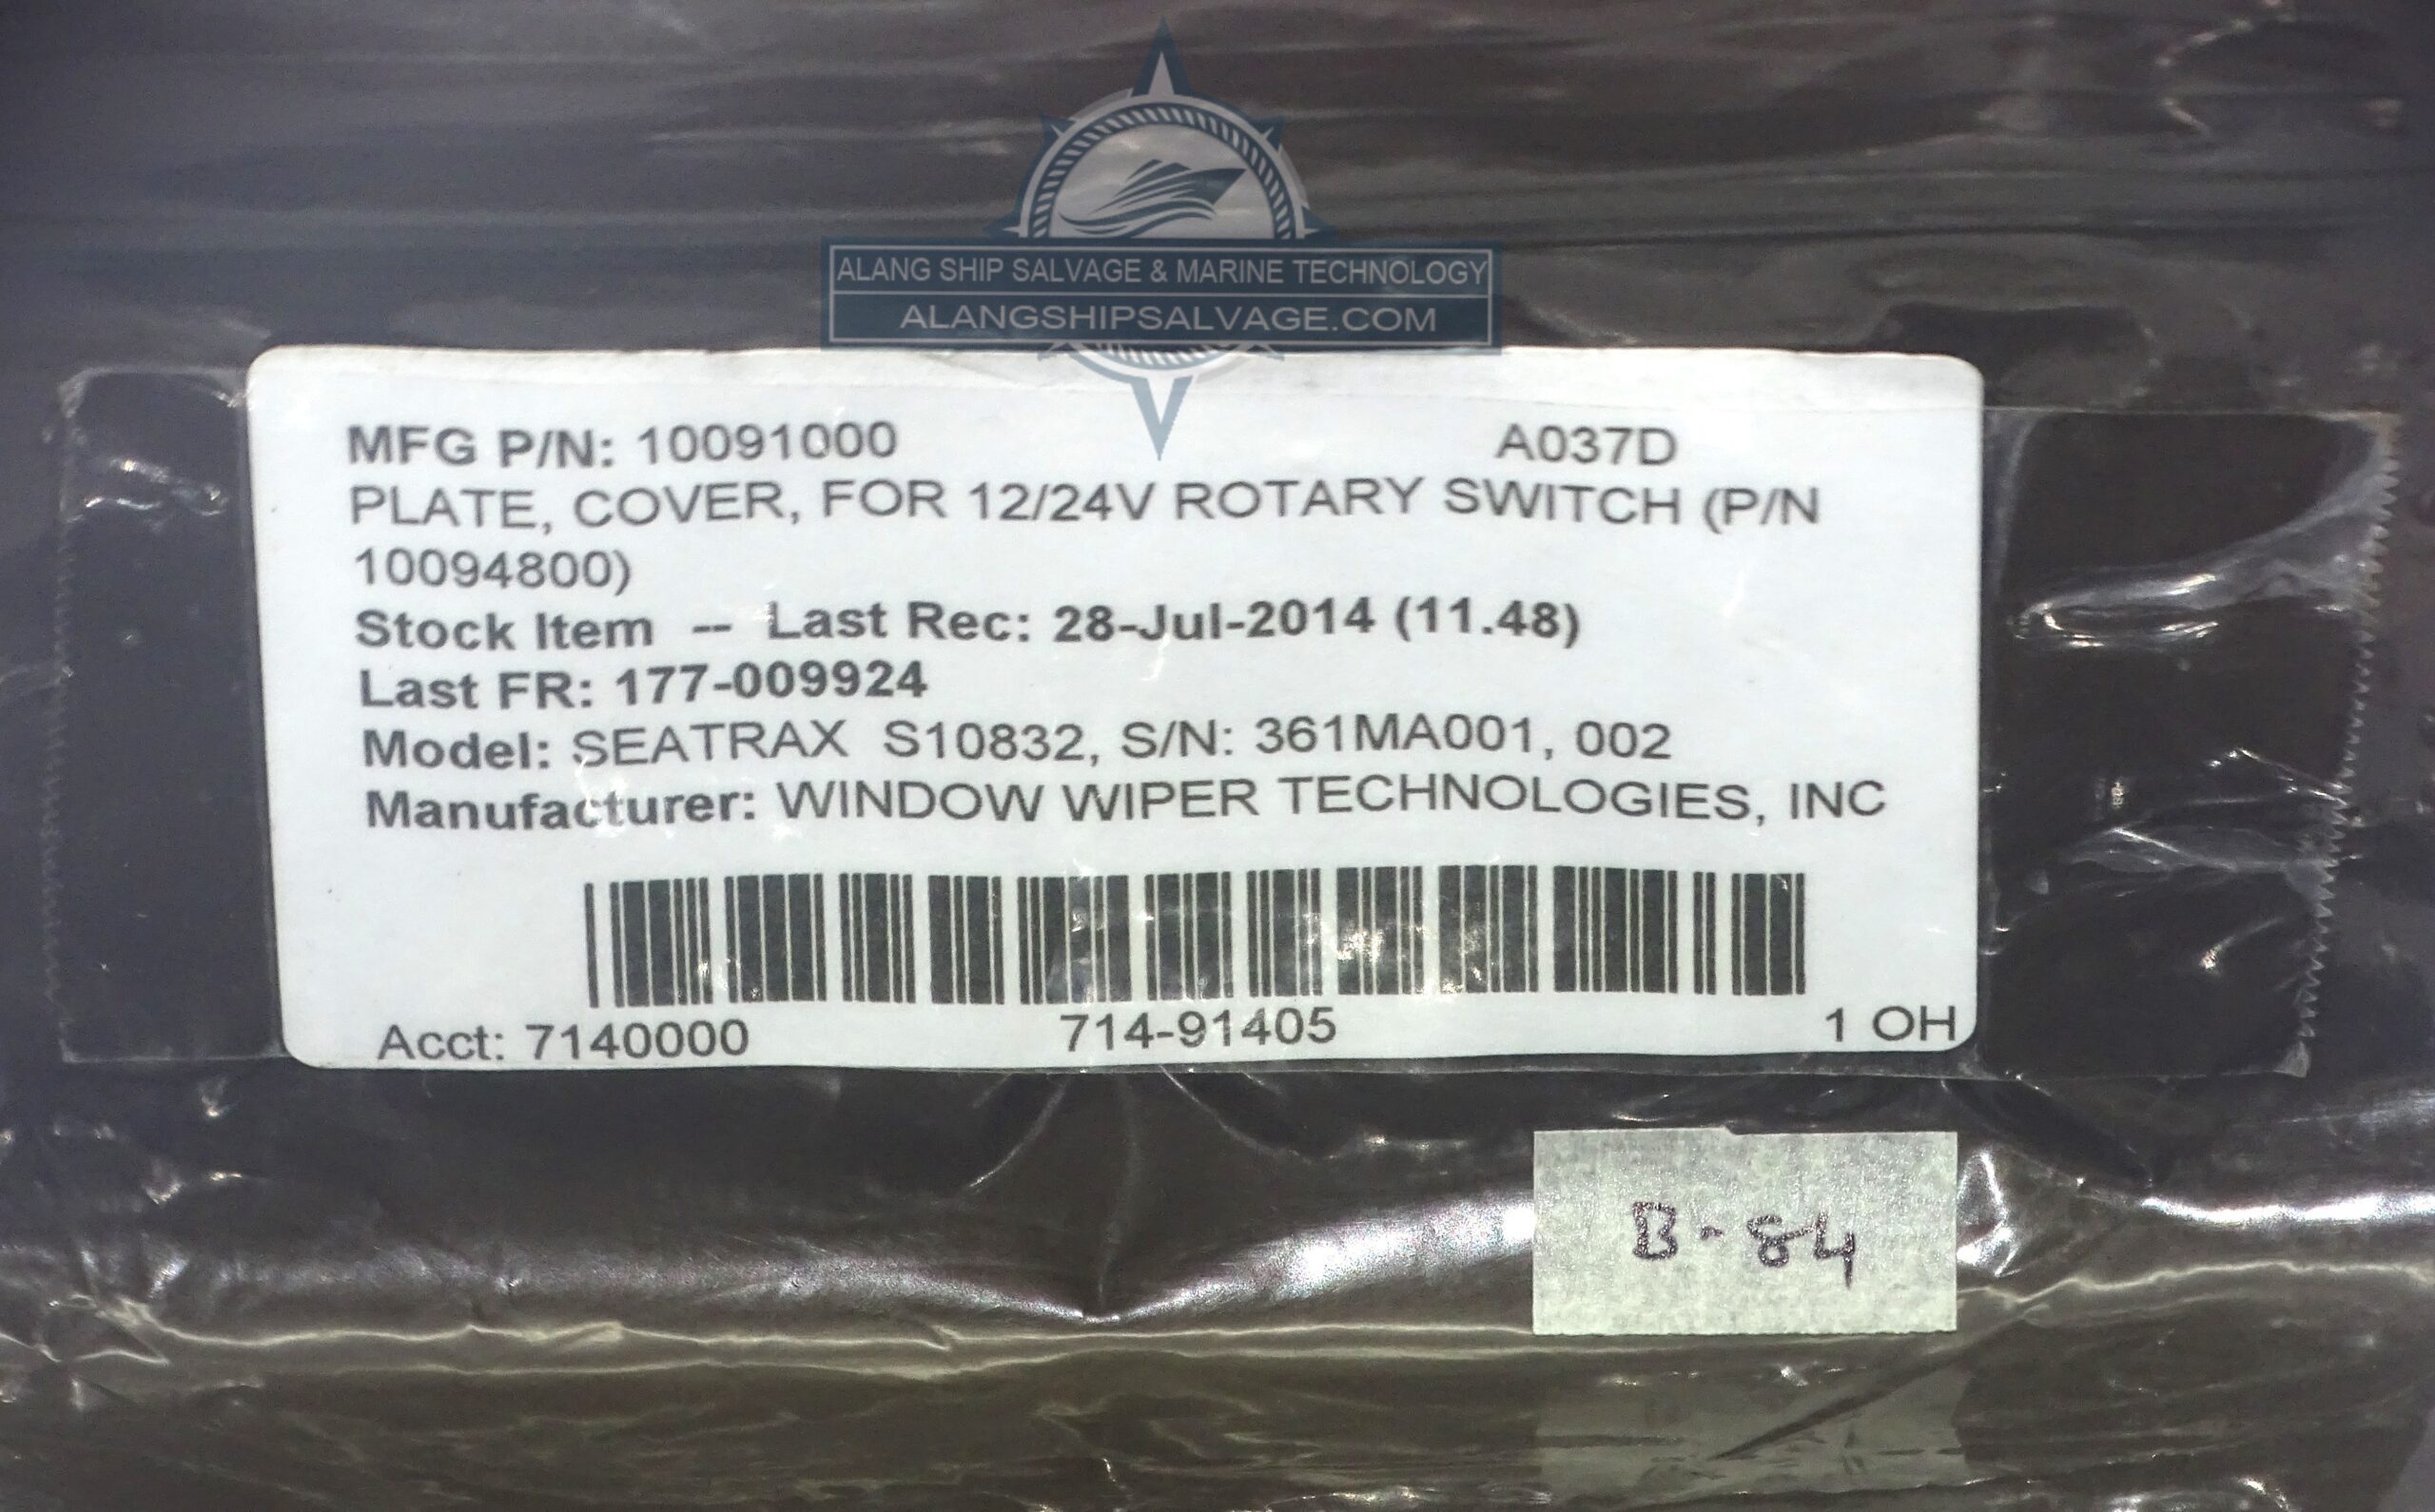 ALANG SHIP SALVAGE & MARINE TECHNOLOGY
ALANGSHIPSALVAGE.COM
MFG P/N: 10091000 A037D
PLATE, COVER, FOR 12/24V ROTARY SWITCH (P/N
10094800)
Stock Item -- Last Rec: 28-Jul-2014 (11.48)
Last FR: 177-009924
Model: SEATRAX S10832, S/N: 361MA001, 002
Manufacturer: WINDOW WIPER TECHNOLOGIES, INC
Acct: 7140000 714-91405 1 OH
B-84